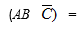 (AB C̅) =